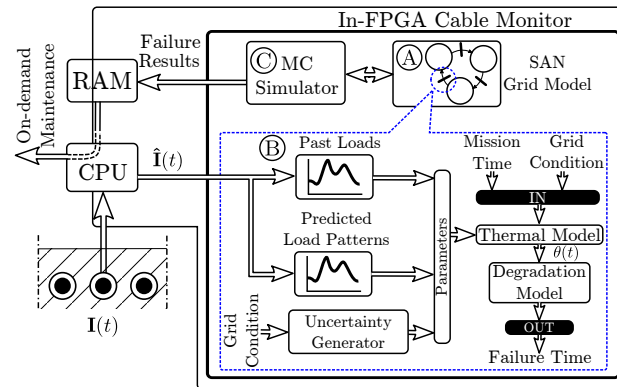 In-FPGA Cable Monitor
Failure
Results
RAM
C
MC
Simulator
A
SAN
Grid Model
On-demand
Maintenance
CPU
Î(t)
B
Past Loads
Mission
Time
Grid
Condition
IN
Predicted
Load Patterns
Parameters
Thermal Model
θ(t)
Degradation
Model
I(t)
Grid
Condition
Uncertainty
Generator
OUT
Failure Time